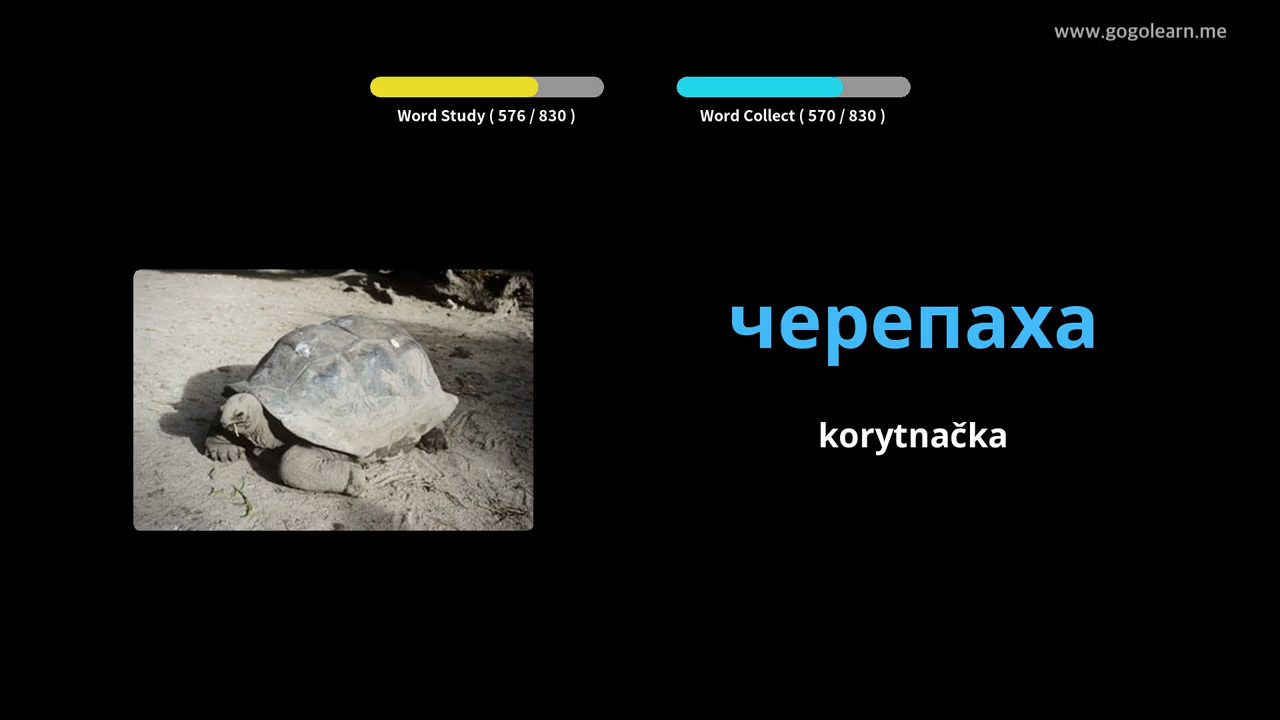 www.gogolearn.me
Word Study ( 576 / 830 )
Word Collect ( 570 / 830 )
черепаха
korytnačka